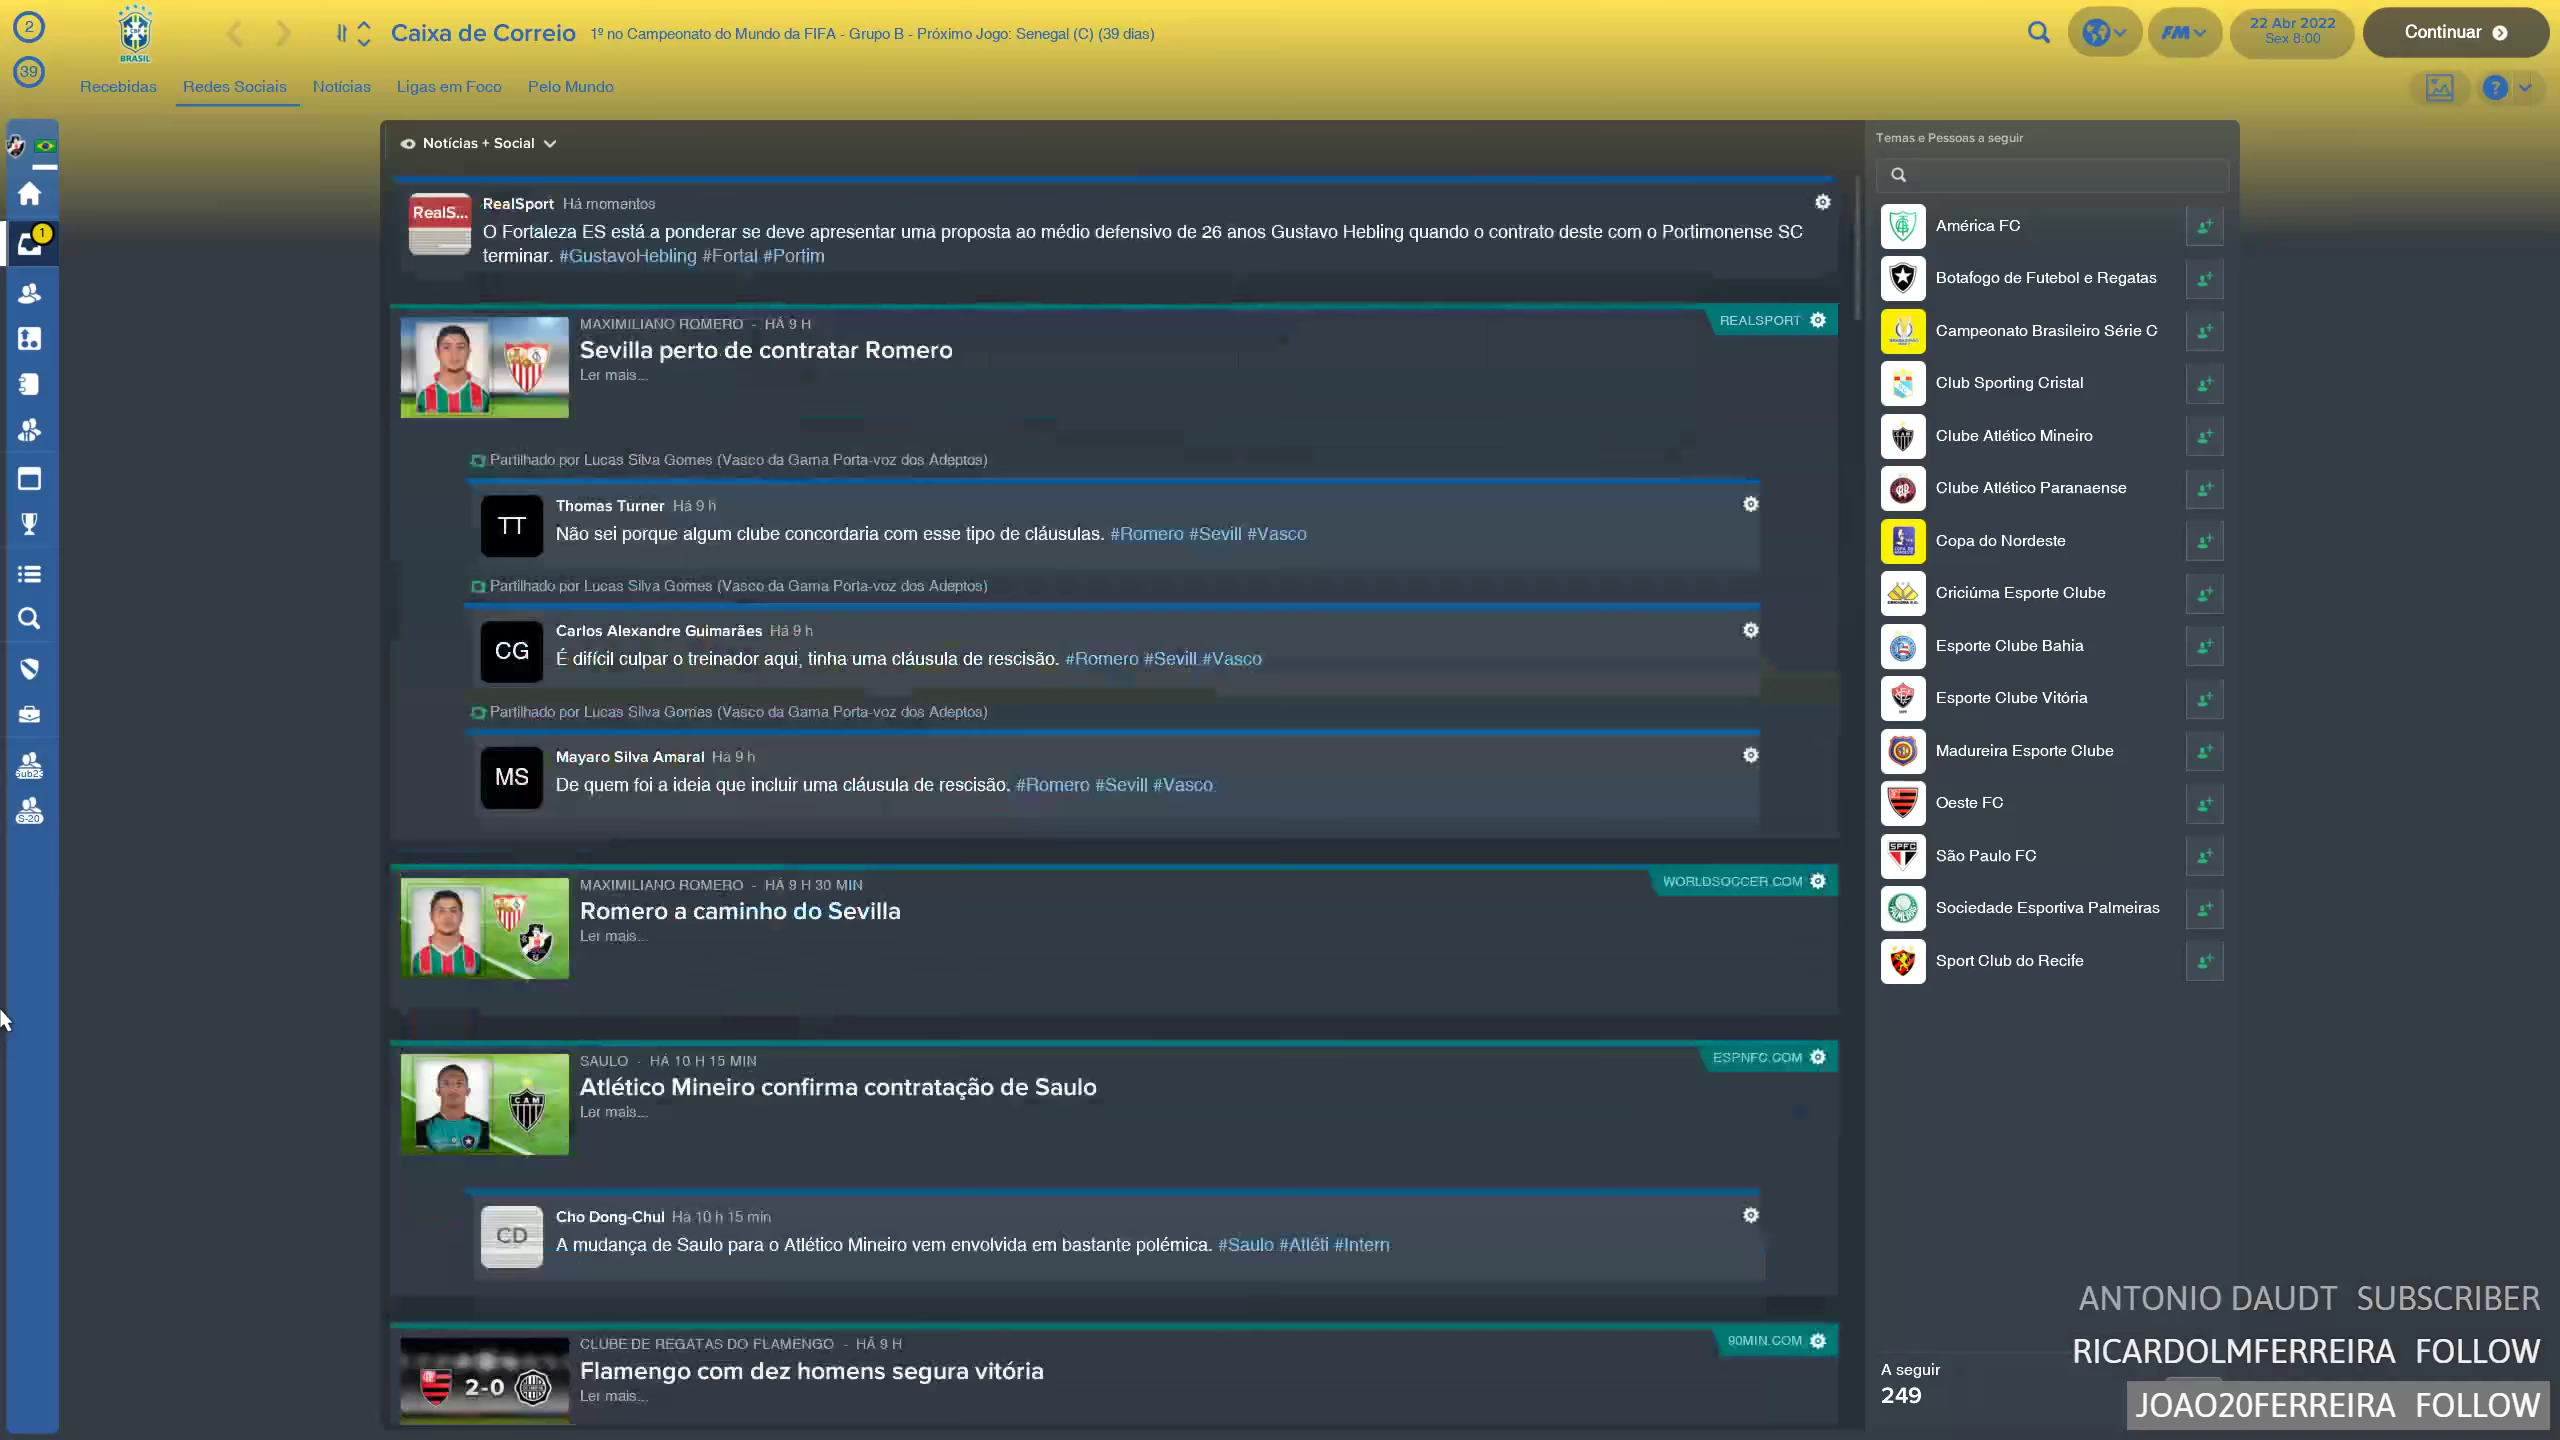 2
39
BRASIL
Caixa de Correio
1º no Campeonato do Mundo da FIFA - Grupo B - Próximo Jogo: Senegal (C) (39 dias)
FM
22 Abr 2022
Sex 8:00
Continuar
Recebidas
Redes Sociais
Notícias
Ligas em Foco
Pelo Mundo
?
1
Sub23
S-20
Notícias + Social
RealS...
RealSport Há momentos
O Fortaleza ES está a ponderar se deve apresentar uma proposta ao médio defensivo de 26 anos Gustavo Hebling quando o contrato deste com o Portimonense SC
terminar. #GustavoHebling #Fortal #Portim
MAXIMILIANO ROMERO - HÁ 9 H
REALSPORT
Sevilla perto de contratar Romero
Ler mais...
Partilhado por Lucas Silva Gomes (Vasco da Gama Porta-voz dos Adeptos)
TT
Thomas Turner Há 9 h
Não sei porque algum clube concordaria com esse tipo de cláusulas. #Romero #Sevill #Vasco
Partilhado por Lucas Silva Gomes (Vasco da Gama Porta-voz dos Adeptos)
CG
Carlos Alexandre Guimarães Há 9 h
É difícil culpar o treinador aqui, tinha uma cláusula de rescisão. #Romero #Sevill #Vasco
Partilhado por Lucas Silva Gomes (Vasco da Gama Porta-voz dos Adeptos)
MS
Mayaro Silva Amaral Há 9 h
De quem foi a ideia que incluir uma cláusula de rescisão. #Romero #Sevill #Vasco
MAXIMILIANO ROMERO - HÁ 9 H 30 MIN
WORLDSOCCER.COM
Romero a caminho do Sevilla
Ler mais...
SAULO - HÁ 10 H 15 MIN
ESPNFC.COM
Atlético Mineiro confirma contratação de Saulo
Ler mais...
CAM
CD
Cho Dong-Chul Há 10 h 15 min
A mudança de Saulo para o Atlético Mineiro vem envolvida em bastante polémica. #Saulo #Atléti #Intern
CLUBE DE REGATAS DO FLAMENGO - HÁ 9 H
90MIN.COM
Flamengo com dez homens segura vitória
Ler mais...
2-0
Temas e Pessoas a seguir
América FC
Botafogo de Futebol e Regatas
Campeonato Brasileiro Série C
Club Sporting Cristal
Clube Atlético Mineiro
Clube Atlético Paranaense
Copa do Nordeste
Criciúma Esporte Clube
Esporte Clube Bahia
Esporte Clube Vitória
Madureira Esporte Clube
Oeste FC
SPFC
São Paulo FC
Sociedade Esportiva Palmeiras
Sport Club do Recife
A seguir
249
ANTONIO DAUDT SUBSCRIBER
RICARDOLMFERREIRA FOLLOW
JOAO20FERREIRA FOLLOW